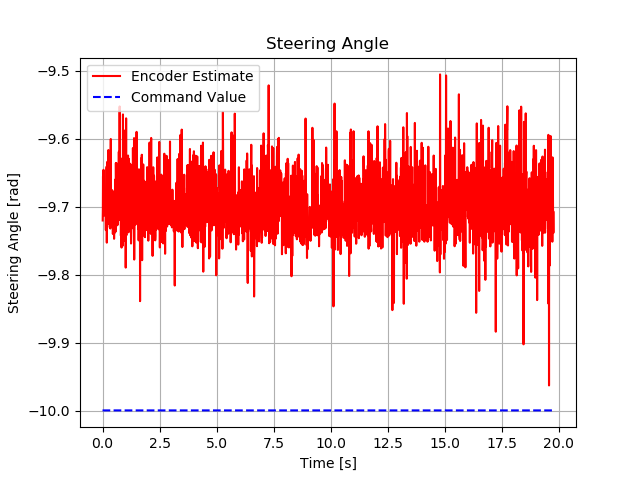 Steering Angle
Encoder Estimate
Command Value
Steering Angle [rad]
−9.5
−9.6
−9.7
−9.8
−9.9
−10.0
0.0 2.5 5.0 7.5 10.0 12.5 15.0 17.5 20.0
Time [s]